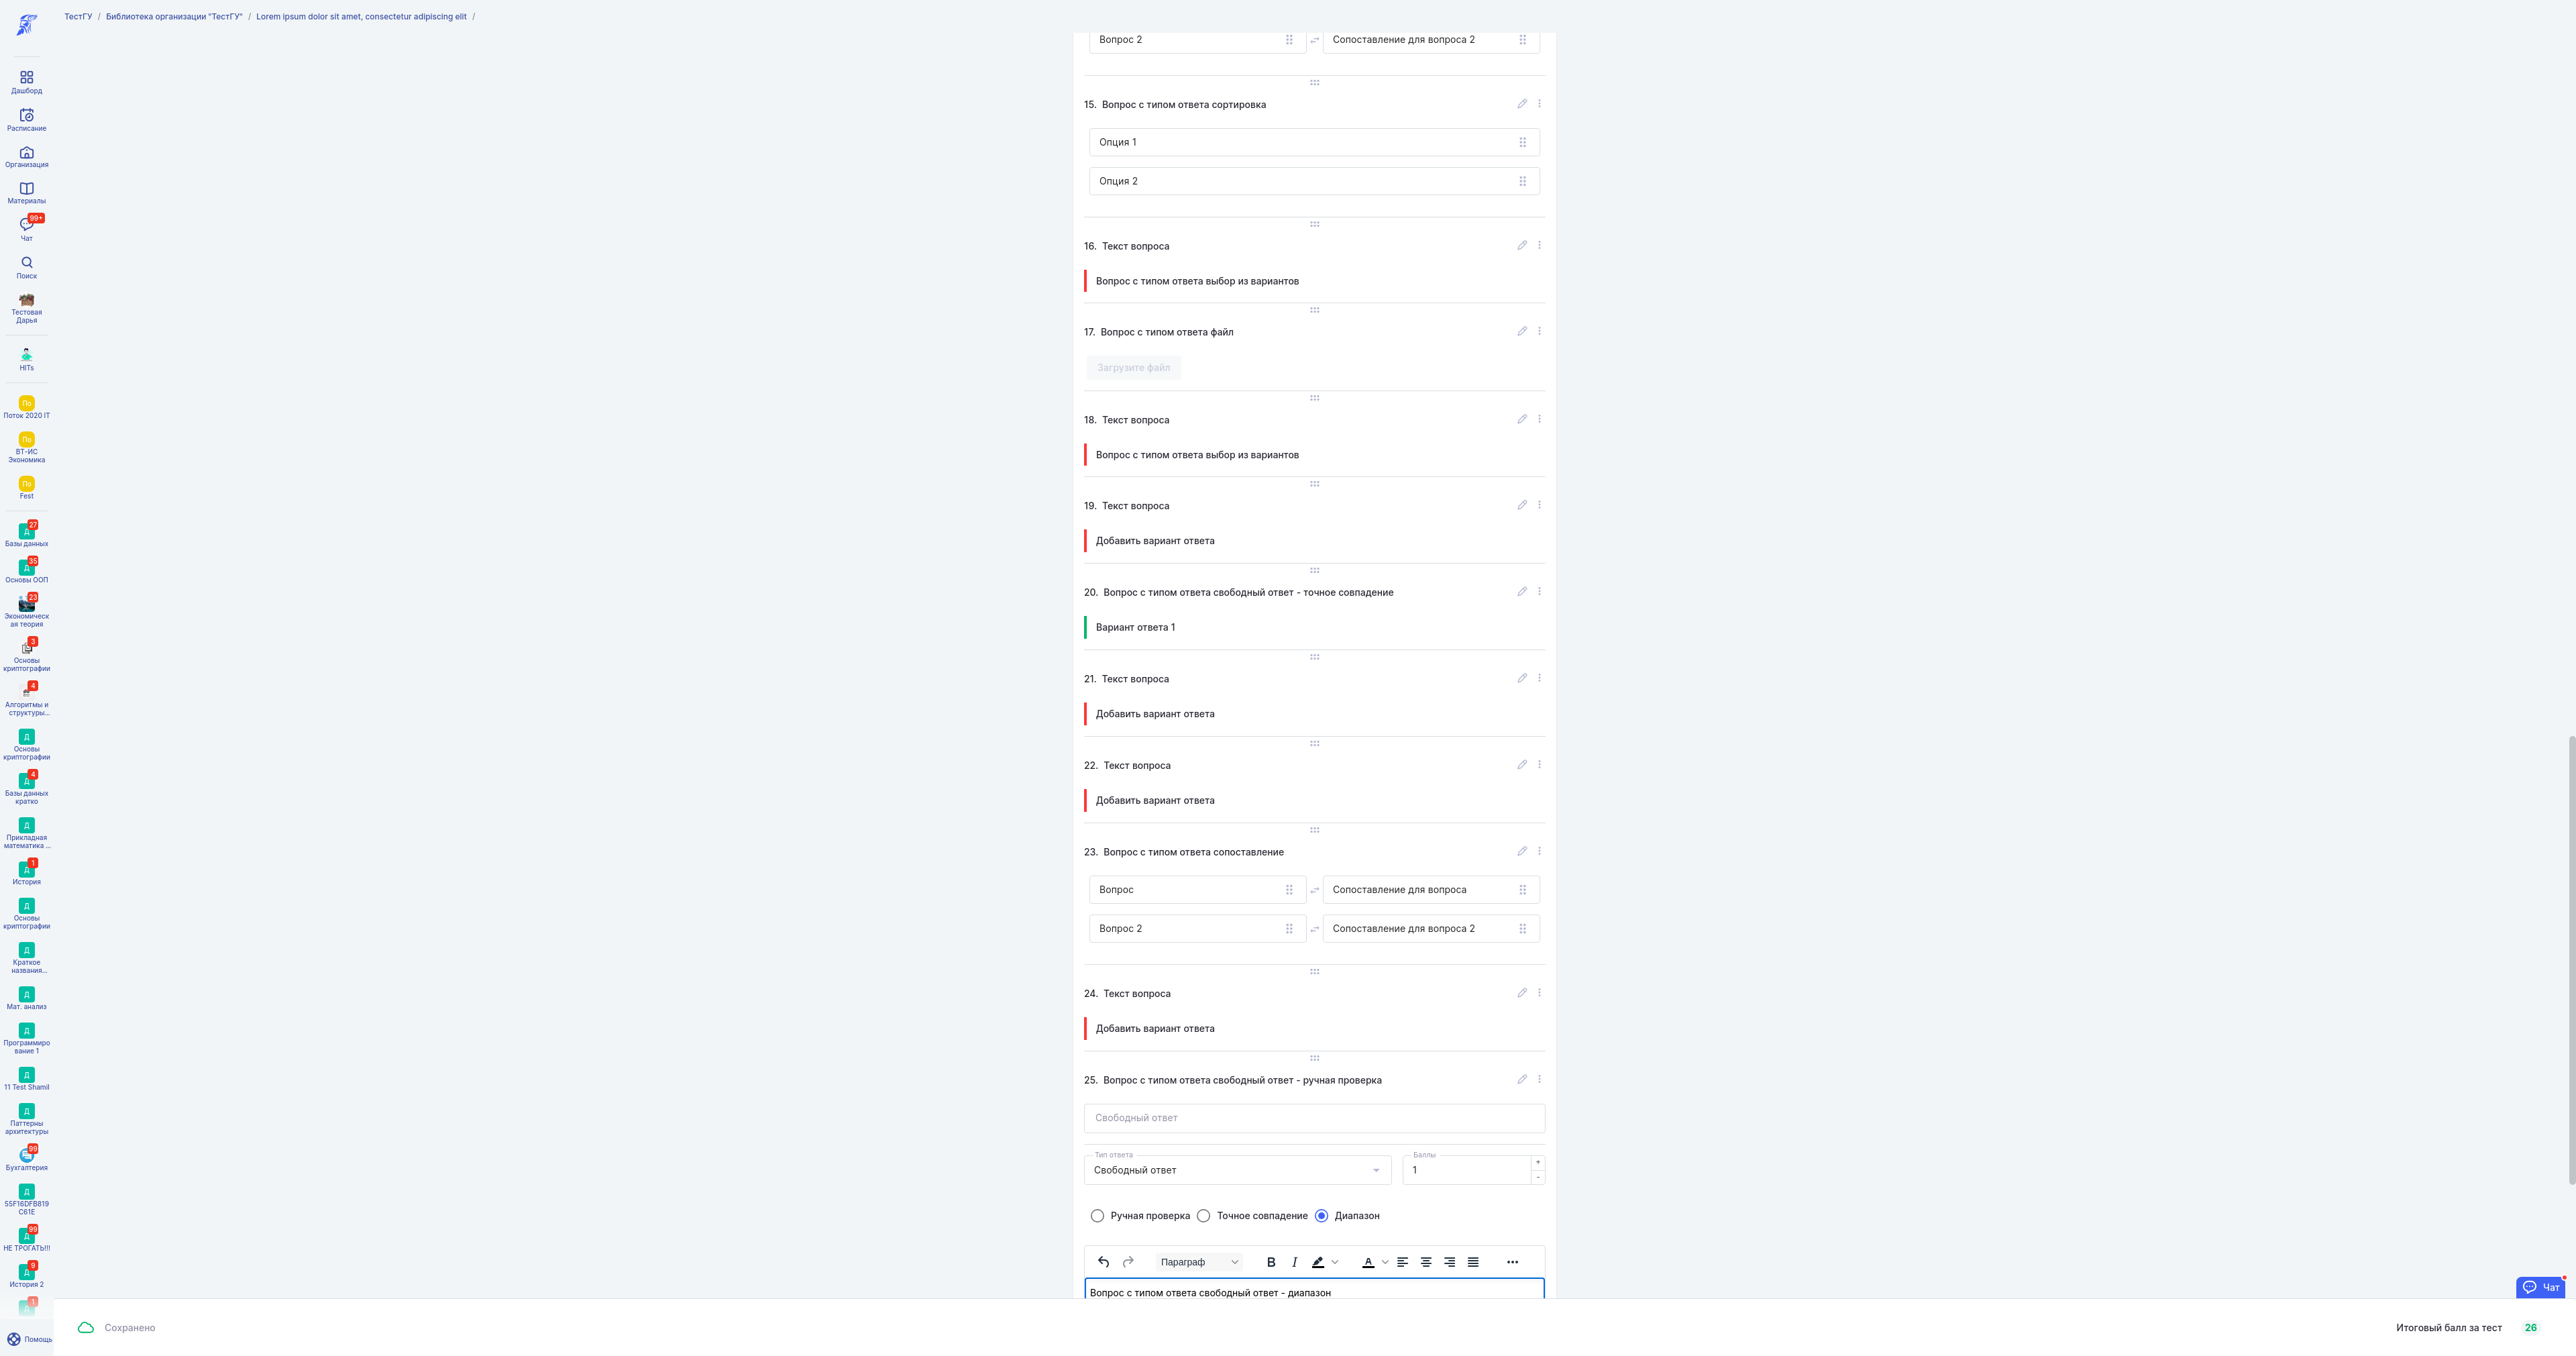 ТестГУ / Библиотека организации "ТестГУ" / Lorem ipsum dolor sit amet, consectetur adipiscing elit /
Дашборд
Расписание
Организация
Материалы
99+
Чат
Поиск
Тестовая
Дарья
HITs
По
Поток 2020 IT
По
ВТ-ИС
Экономика
По
Fest
27
Д
Базы данных
35
Д
Основы ООП
23
Экономическ
ая теория
3
Основы
криптографии
4
Алгоритмы и
структуры...
Д
Основы
криптографии
4
Д
Базы данных
кратко
Д
Прикладная
математика ...
1
Д
История
Д
Основы
криптографии
Д
Краткое
названия...
Д
Мат. анализ
Д
Программиро
вание 1
Д
11 Test Shamil
Д
Паттерны
архитектуры
99
Бухгалтерия
Д
55F16DFB819
C61E
99
Д
НЕ ТРОГАТЬ!!!
9
Д
История 2
1
Д
Помощь
Вопрос 2 Сопоставление для вопроса 2
15. Вопрос с типом ответа сортировка
Опция 1
Опция 2
16. Текст вопроса
Вопрос с типом ответа выбор из вариантов
17. Вопрос с типом ответа файл
Загрузите файл
18. Текст вопроса
Вопрос с типом ответа выбор из вариантов
19. Текст вопроса
Добавить вариант ответа
20. Вопрос с типом ответа свободный ответ - точное совпадение
Вариант ответа 1
21. Текст вопроса
Добавить вариант ответа
22. Текст вопроса
Добавить вариант ответа
23. Вопрос с типом ответа сопоставление
Вопрос Сопоставление для вопроса
Вопрос 2 Сопоставление для вопроса 2
24. Текст вопроса
Добавить вариант ответа
25. Вопрос с типом ответа свободный ответ - ручная проверка
Свободный ответ
Тип ответа Баллы
Свободный ответ 1 + -
Ручная проверка Точное совпадение Диапазон
Параграф B I A
Вопрос с типом ответа свободный ответ - диапазон
Чат
Сохранено
Итоговый балл за тест 26